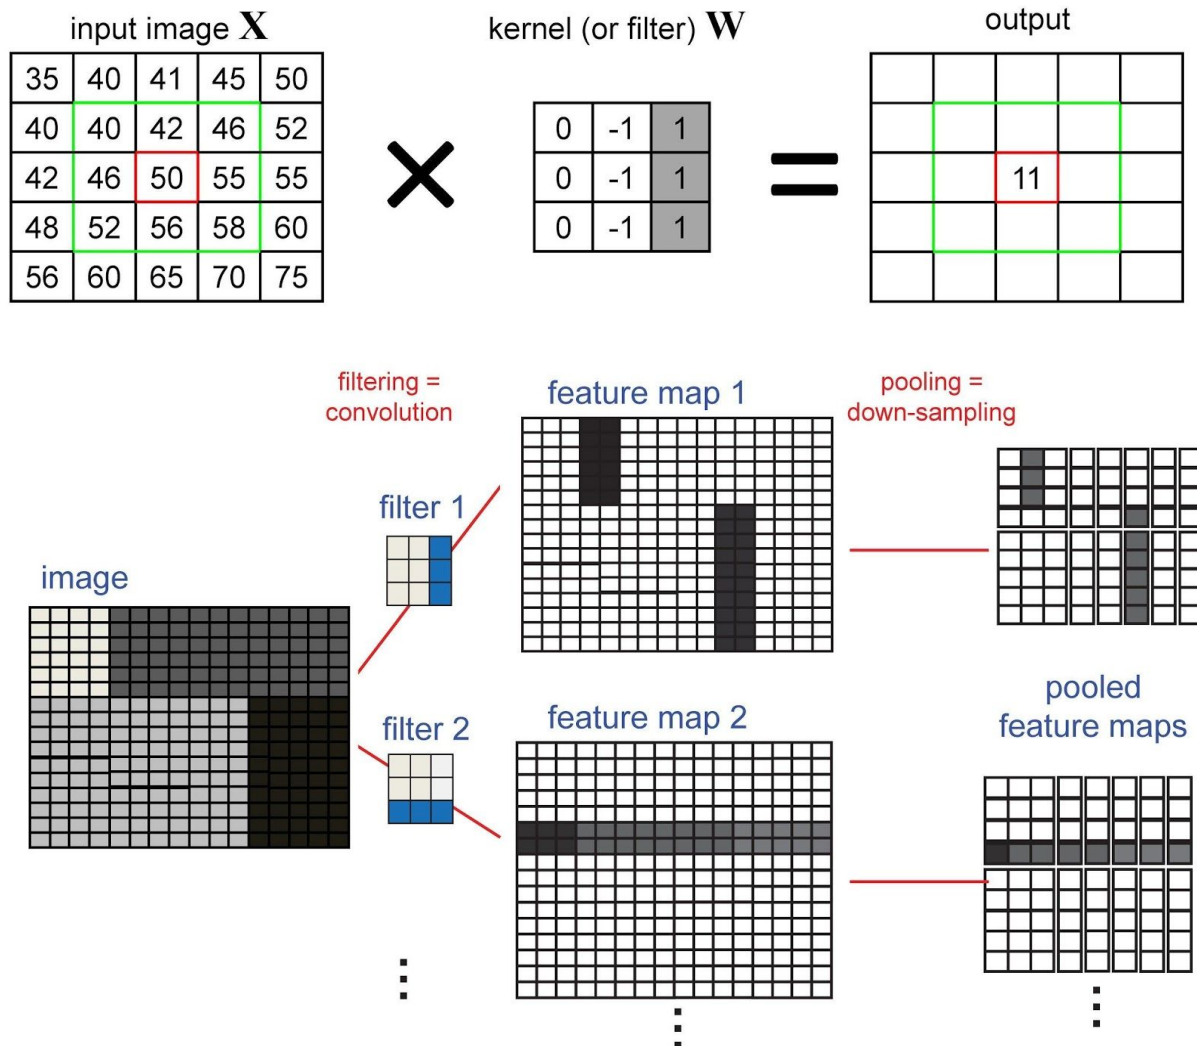 input image X
kernel (or filter) W
output
35 40 41 45 50
40 40 42 46 52
42 46 50 55 55
48 52 56 58 60
56 60 65 70 75
0 -1 1
0 -1 1
0 -1 1
11
filtering =
convolution
feature map 1
pooling =
down-sampling
filter 1
image
filter 2
feature map 2
pooled
feature maps